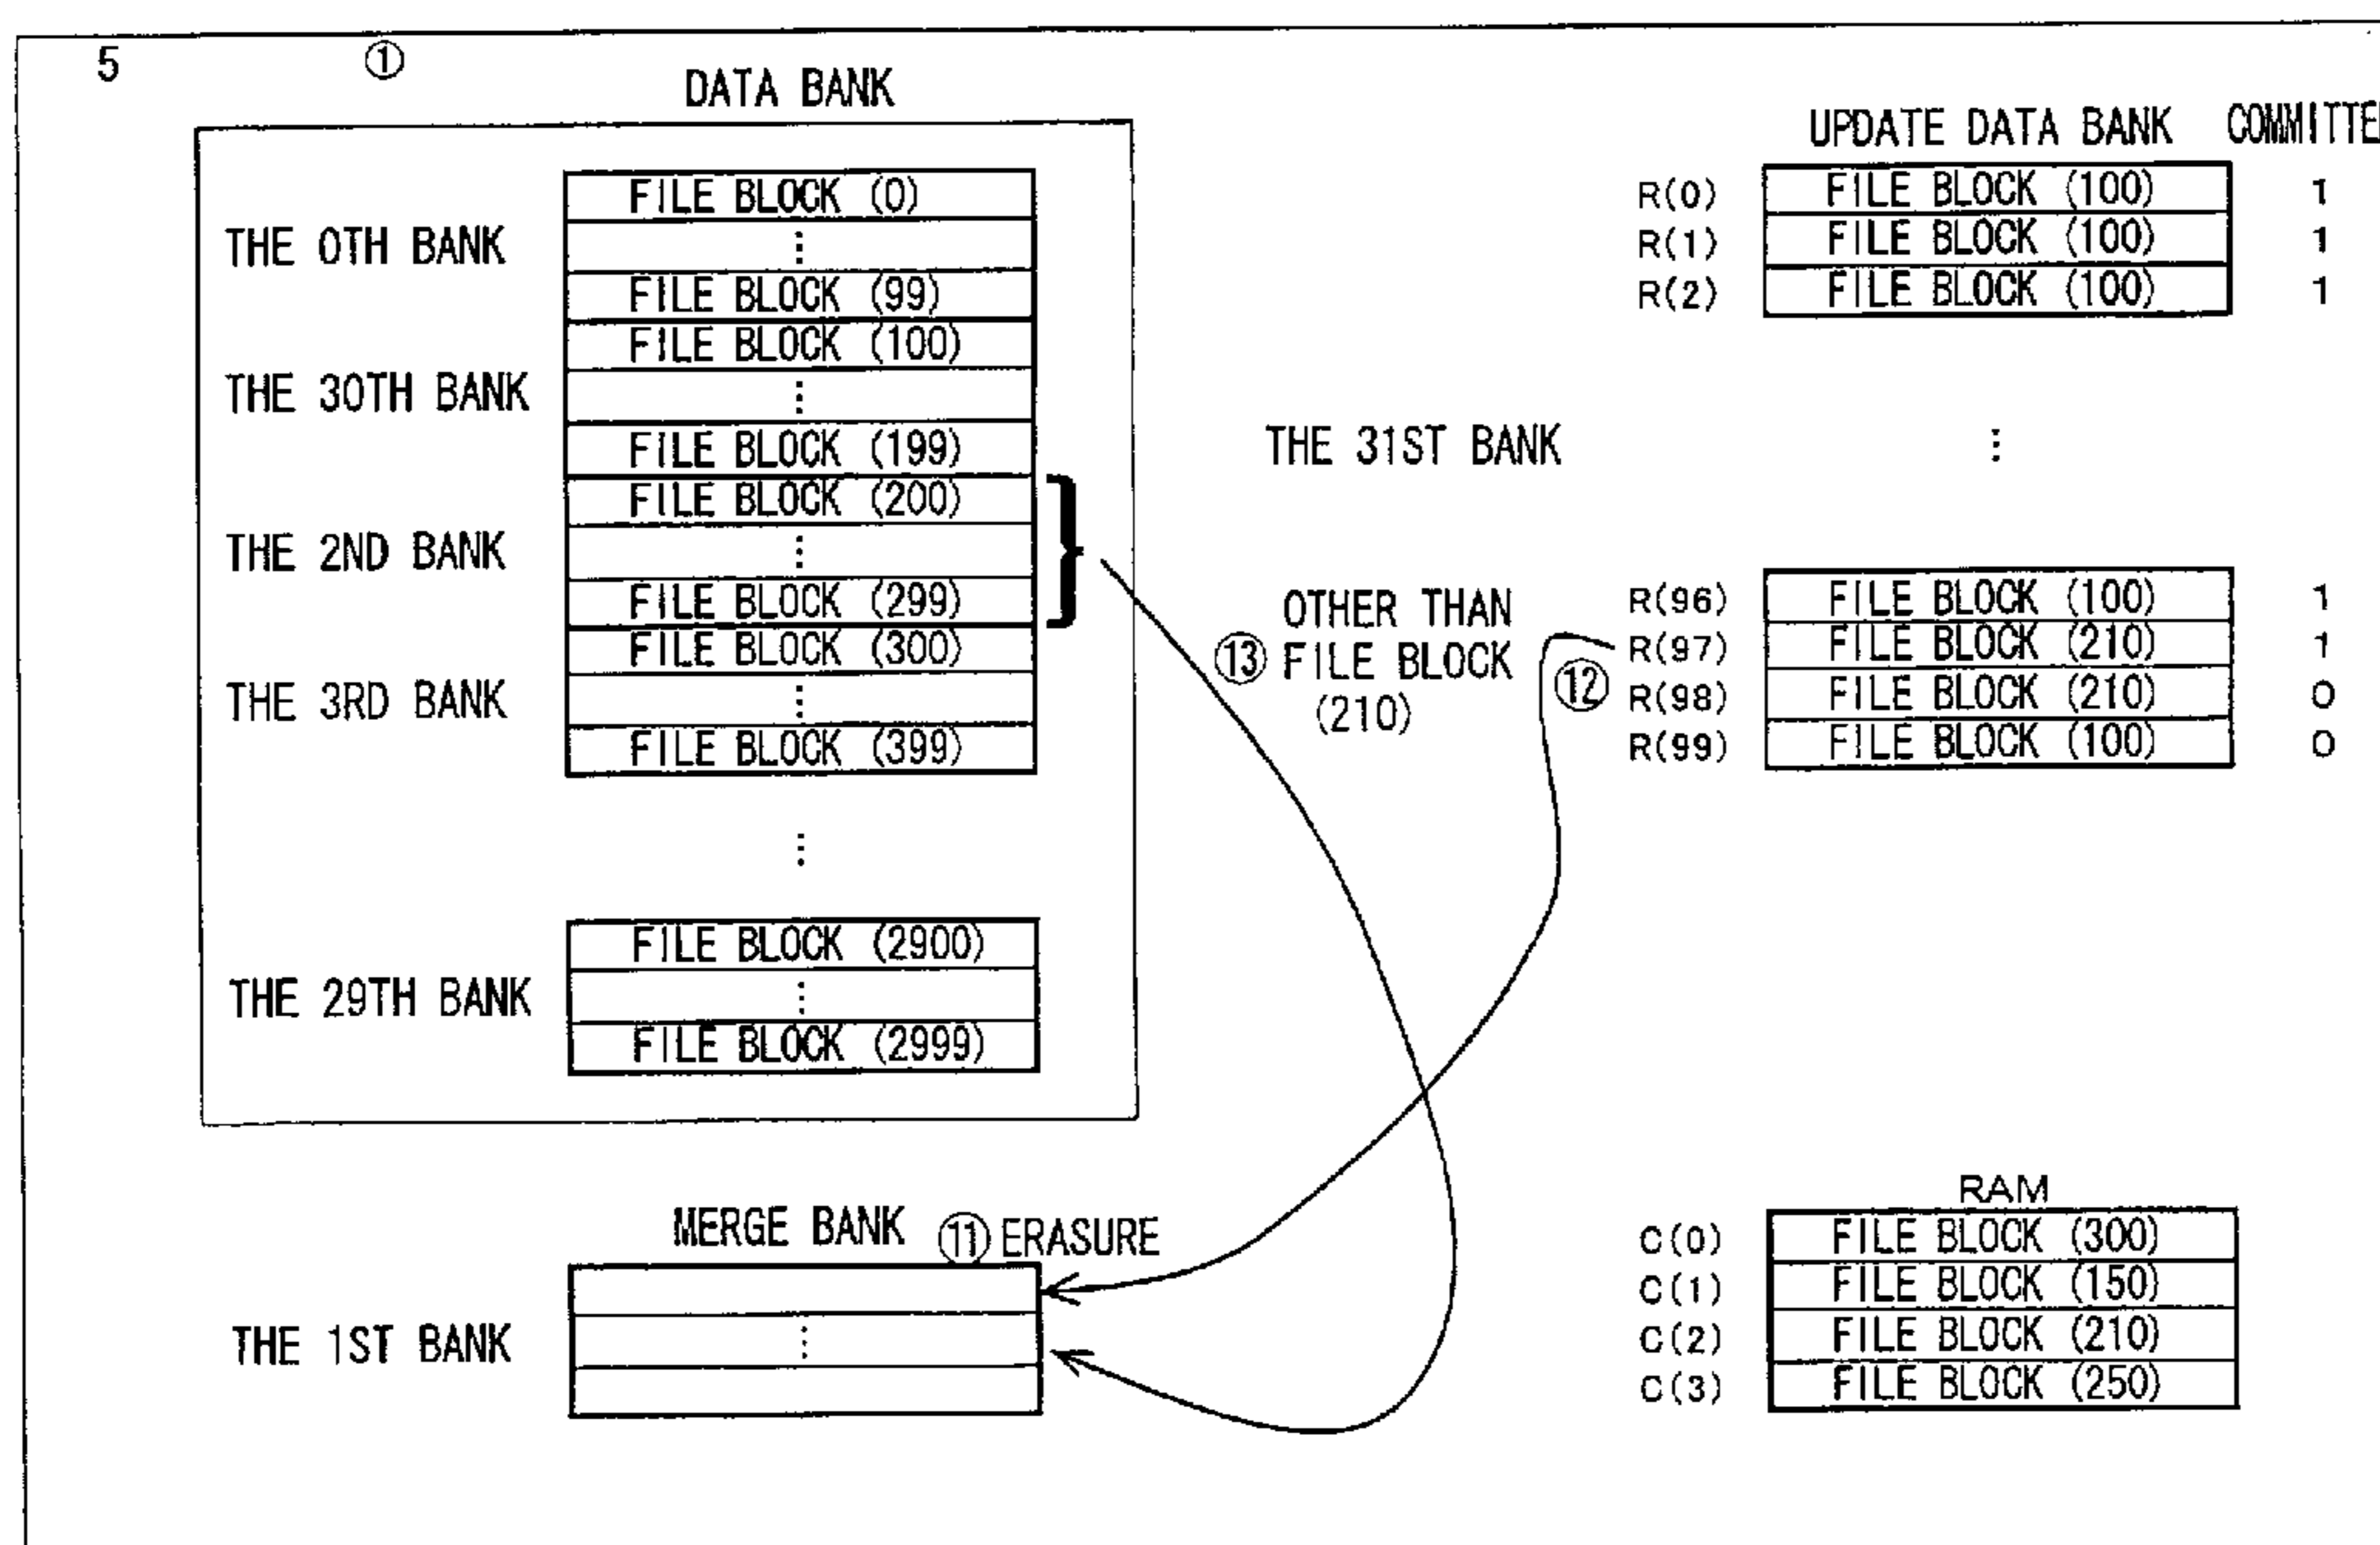 5 ①
DATA BANK
THE 0TH BANK
FILE BLOCK (0)
⋮
FILE BLOCK (99)
THE 30TH BANK
FILE BLOCK (100)
⋮
FILE BLOCK (199)
THE 2ND BANK
FILE BLOCK (200)
⋮
FILE BLOCK (299)
THE 3RD BANK
FILE BLOCK (300)
⋮
FILE BLOCK (399)
⋮
THE 29TH BANK
FILE BLOCK (2900)
⋮
FILE BLOCK (2999)
MERGE BANK ⑪ ERASURE
THE 1ST BANK
⋮
UPDATE DATA BANK COMMITTE
R(0) FILE BLOCK (100) 1
R(1) FILE BLOCK (100) 1
R(2) FILE BLOCK (100) 1
THE 31ST BANK ⋮
R(96) FILE BLOCK (100) 1
R(97) FILE BLOCK (210) 1
R(98) FILE BLOCK (210) 0
R(99) FILE BLOCK (100) 0
OTHER THAN
⑬ FILE BLOCK
(210)
⑫
RAM
C(0) FILE BLOCK (300)
C(1) FILE BLOCK (150)
C(2) FILE BLOCK (210)
C(3) FILE BLOCK (250)